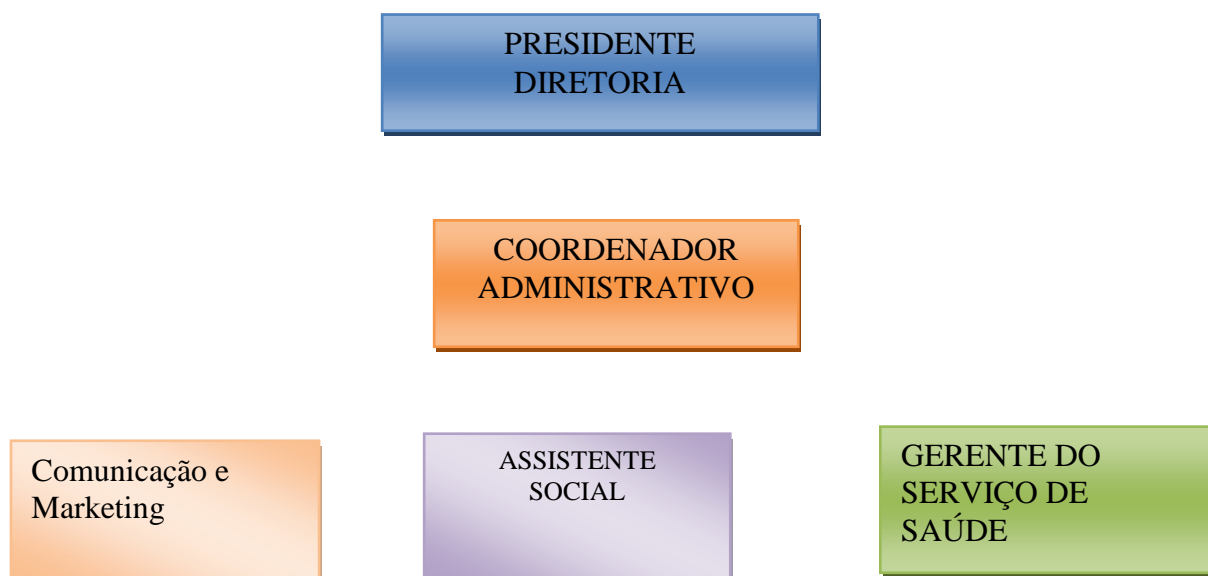 PRESIDENTE
DIRETORIA
COORDENADOR
ADMINISTRATIVO
Comunicação e
Marketing
ASSISTENTE
SOCIAL
GERENTE DO
SERVIÇO DE
SAÚDE